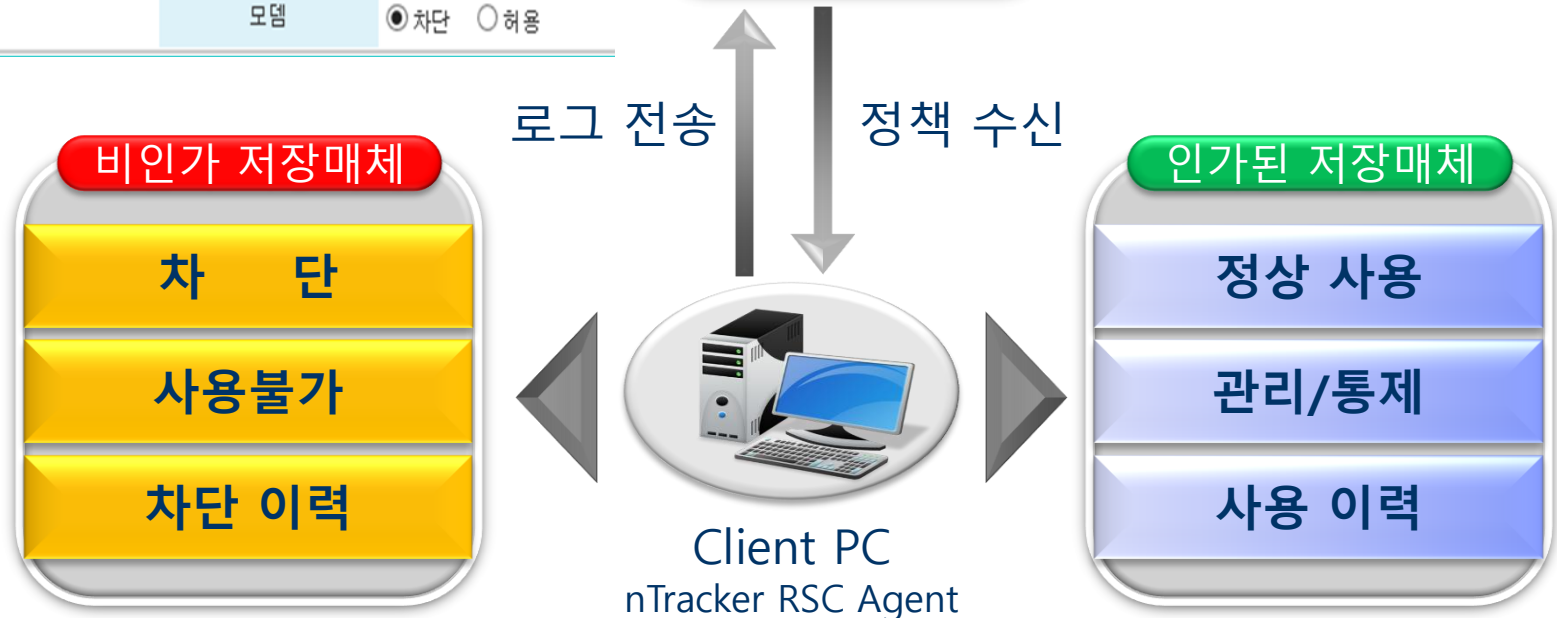 모뎀 차단 허용
로그 전송
정책 수신
비인가 저장매체
차 단
사용불가
차단 이력
Client PC
nTracker RSC Agent
인가된 저장매체
정상 사용
관리/통제
사용 이력